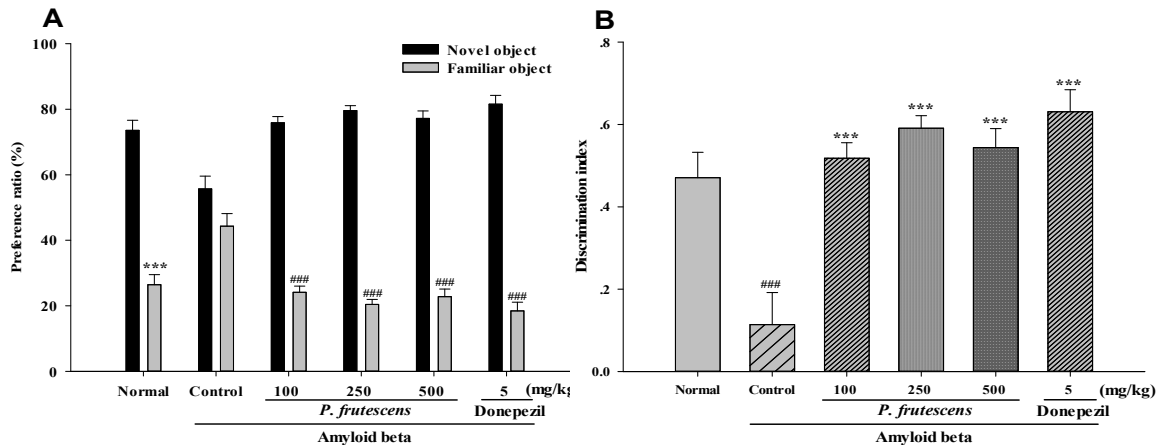 A
100
80
60
40
20
0
Preference ratio (%)
Novel object
Familiar object
***
###
###
###
###
Normal
Control
100
250
500
5
(mg/kg)
P. frutescens
Donepezil
Amyloid beta
B
.8
.6
.4
.2
0.0
Discrimination index
###
***
***
***
***
Normal
Control
100
250
500
5
(mg/kg)
P. frutescens
Donepezil
Amyloid beta